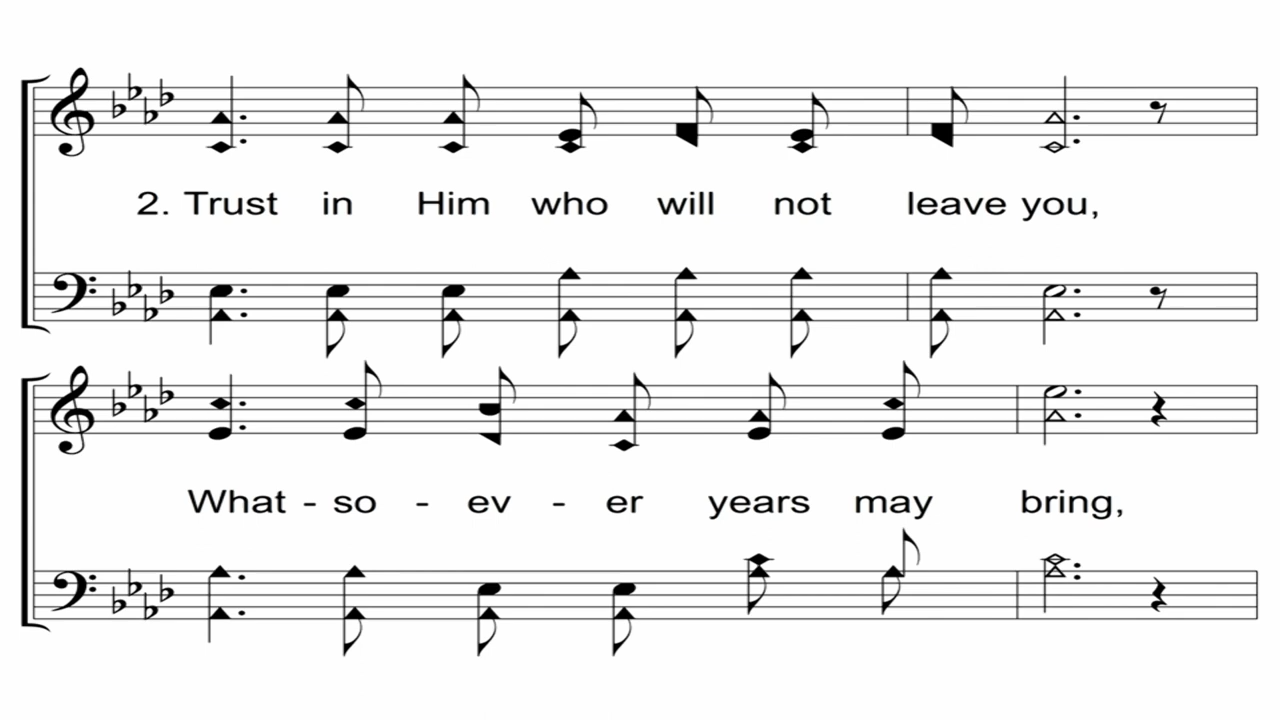 2. Trust in Him who will not leave you,
What - so - ev - er years may bring,